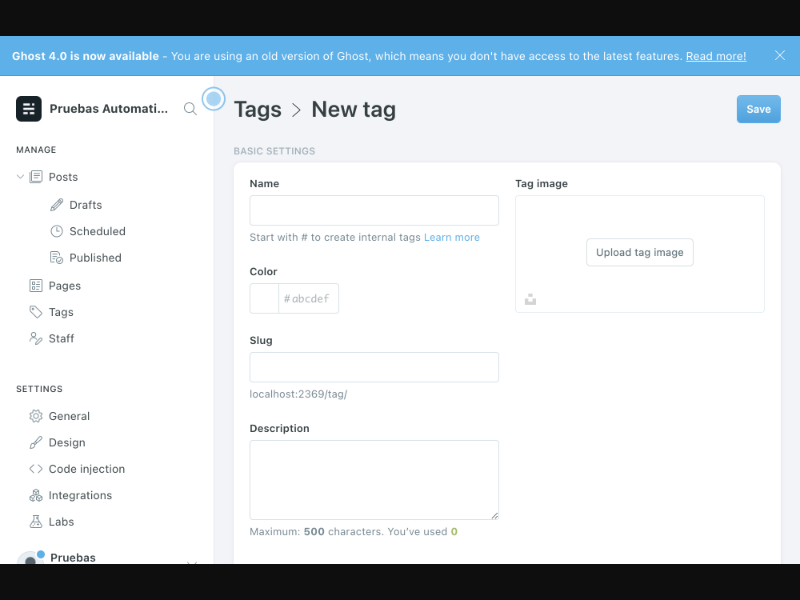 Ghost 4.0 is now available - You are using an old version of Ghost, which means you don't have access to the latest features. Read more!
Pruebas Automati...
Tags > New tag
Save
MANAGE
Posts
Drafts
Scheduled
Published
Pages
Tags
Staff
SETTINGS
General
Design
Code injection
Integrations
Labs
Pruebas
BASIC SETTINGS
Name
Start with # to create internal tags Learn more
Color
#abcdef
Slug
localhost:2369/tag/
Description
Maximum: 500 characters. You've used 0
Tag image
Upload tag image